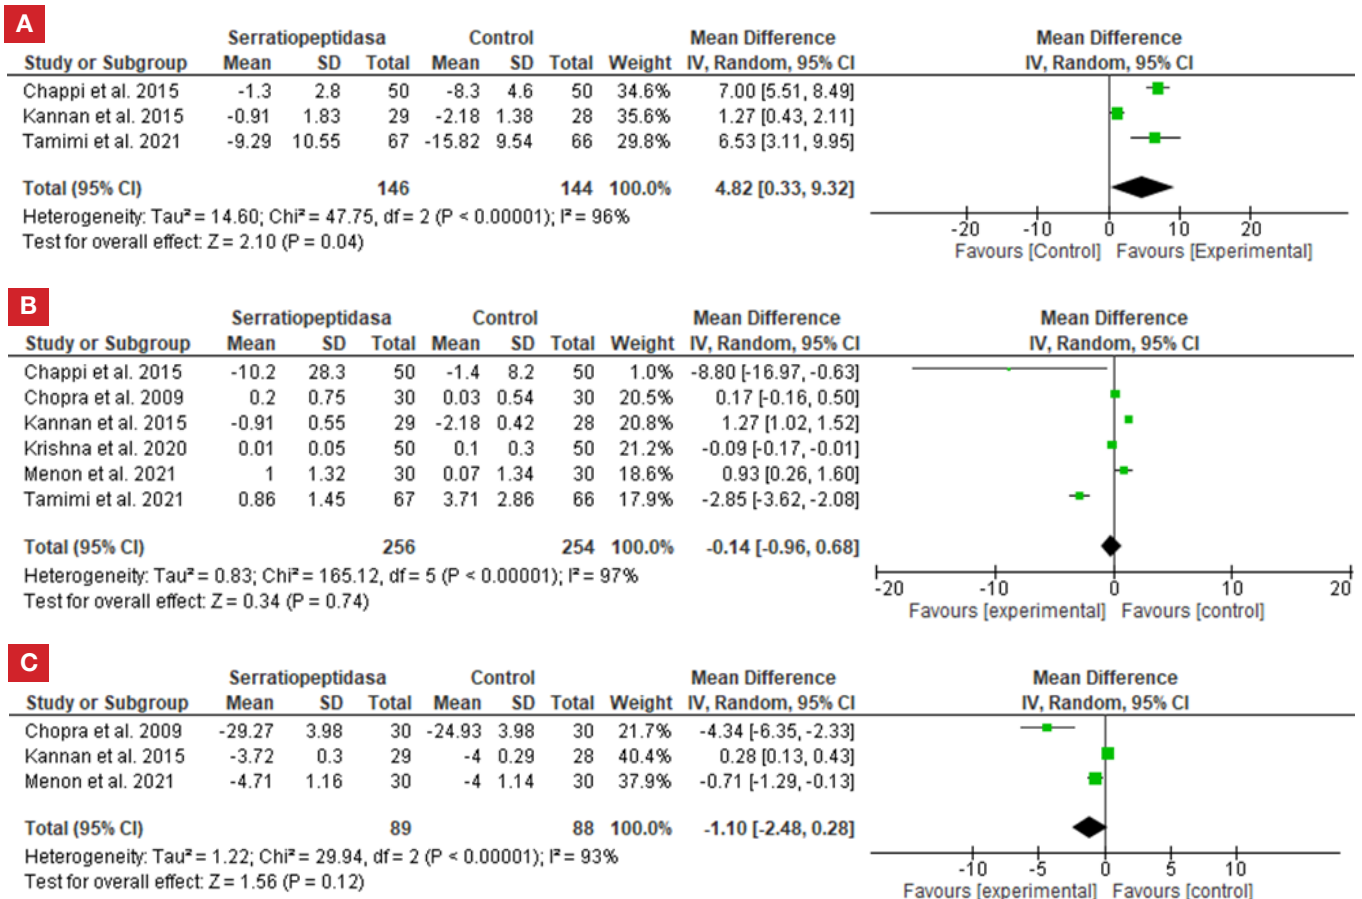 A
Serratiopeptidasa Control Mean Difference Mean Difference
Study or Subgroup Mean SD Total Mean SD Total Weight IV, Random, 95% CI IV, Random, 95% CI
Chappi et al. 2015 -1.3 2.8 50 -8.3 4.6 50 34.6% 7.00 [5.51, 8.49]
Kannan et al. 2015 -0.91 1.83 29 -2.18 1.38 28 35.6% 1.27 [0.43, 2.11]
Tamimi et al. 2021 -9.29 10.55 67 -15.82 9.54 66 29.8% 6.53 [3.11, 9.95]
Total (95% CI) 146 144 100.0% 4.82 [0.33, 9.32]
Heterogeneity: Tau² = 14.60; Chi² = 47.75, df = 2 (P < 0.00001); I² = 96%
Test for overall effect: Z = 2.10 (P = 0.04)
-20 -10 0 10 20
Favours [Control] Favours [Experimental]
B
Serratiopeptidasa Control Mean Difference Mean Difference
Study or Subgroup Mean SD Total Mean SD Total Weight IV, Random, 95% CI IV, Random, 95% CI
Chappi et al. 2015 -10.2 28.3 50 -1.4 8.2 50 1.0% -8.80 [-16.97, -0.63]
Chopra et al. 2009 0.2 0.75 30 0.03 0.54 30 20.5% 0.17 [-0.16, 0.50]
Kannan et al. 2015 -0.91 0.55 29 -2.18 0.42 28 20.8% 1.27 [1.02, 1.52]
Krishna et al. 2020 0.01 0.05 50 0.1 0.3 50 21.2% -0.09 [-0.17, -0.01]
Menon et al. 2021 1 1.32 30 0.07 1.34 30 18.6% 0.93 [0.26, 1.60]
Tamimi et al. 2021 0.86 1.45 67 3.71 2.86 66 17.9% -2.85 [-3.62, -2.08]
Total (95% CI) 256 254 100.0% -0.14 [-0.96, 0.68]
Heterogeneity: Tau² = 0.83; Chi² = 165.12, df = 5 (P < 0.00001); I² = 97%
Test for overall effect: Z = 0.34 (P = 0.74)
-20 -10 0 10 20
Favours [experimental] Favours [control]
C
Serratiopeptidasa Control Mean Difference Mean Difference
Study or Subgroup Mean SD Total Mean SD Total Weight IV, Random, 95% CI IV, Random, 95% CI
Chopra et al. 2009 -29.27 3.98 30 -24.93 3.98 30 21.7% -4.34 [-6.35, -2.33]
Kannan et al. 2015 -3.72 0.3 29 -4 0.29 28 40.4% 0.28 [0.13, 0.43]
Menon et al. 2021 -4.71 1.16 30 -4 1.14 30 37.9% -0.71 [-1.29, -0.13]
Total (95% CI) 89 88 100.0% -1.10 [-2.48, 0.28]
Heterogeneity: Tau² = 1.22; Chi² = 29.94, df = 2 (P < 0.00001); I² = 93%
Test for overall effect: Z = 1.56 (P = 0.12)
-10 -5 0 5 10
Favours [experimental] Favours [control]